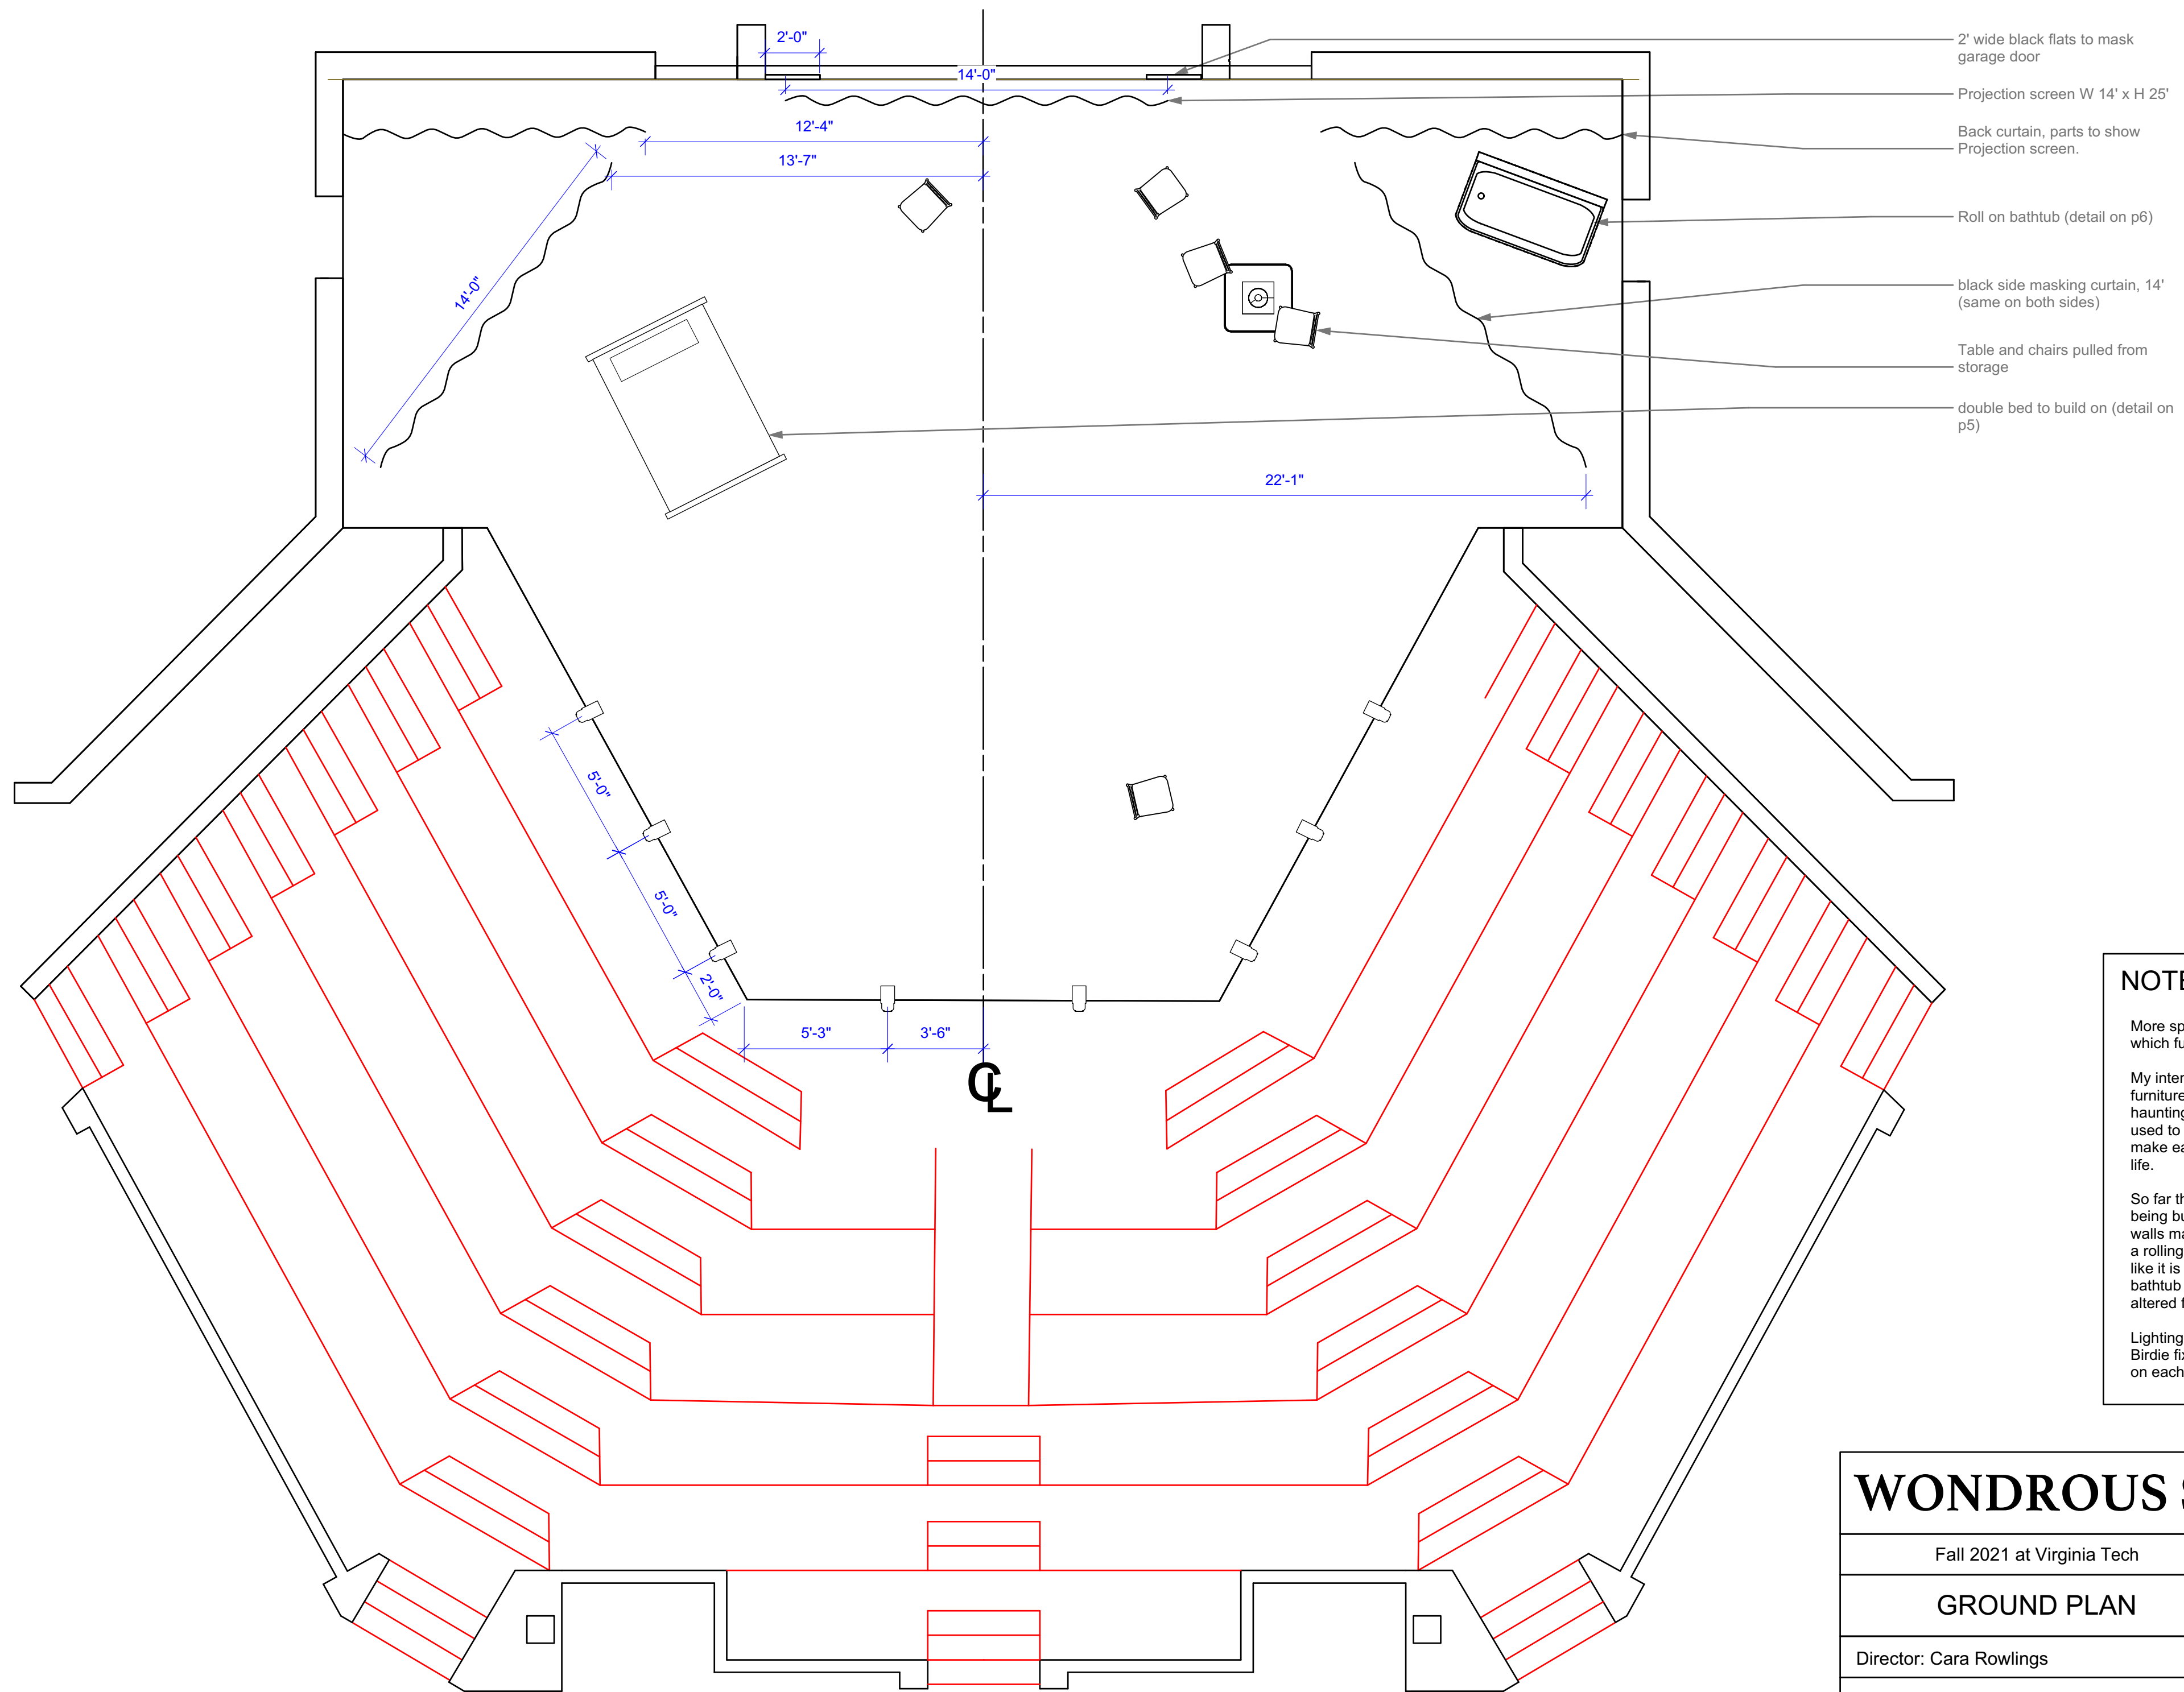 2'-0"
14'-0"
12'-4"
13'-7"
14'-0"
22'-1"
5'-0"
5'-0"
2'-0"
5'-3"
3'-6"
CL
2' wide black flats to mask
garage door
Projection screen W 14' x H 25'
Back curtain, parts to show
Projection screen.
Roll on bathtub (detail on p6)
black side masking curtain, 14'
(same on both sides)
Table and chairs pulled from
storage
double bed to build on (detail on
p5)
NOTE
More sp
which fu
My inter
furniture
haunting
used to
make ea
life.
So far th
being bu
walls ma
a rolling
like it is
bathtub
altered f
Lighting
Birdie fix
on each
WONDROUS S
Fall 2021 at Virginia Tech
GROUND PLAN
Director: Cara Rowlings